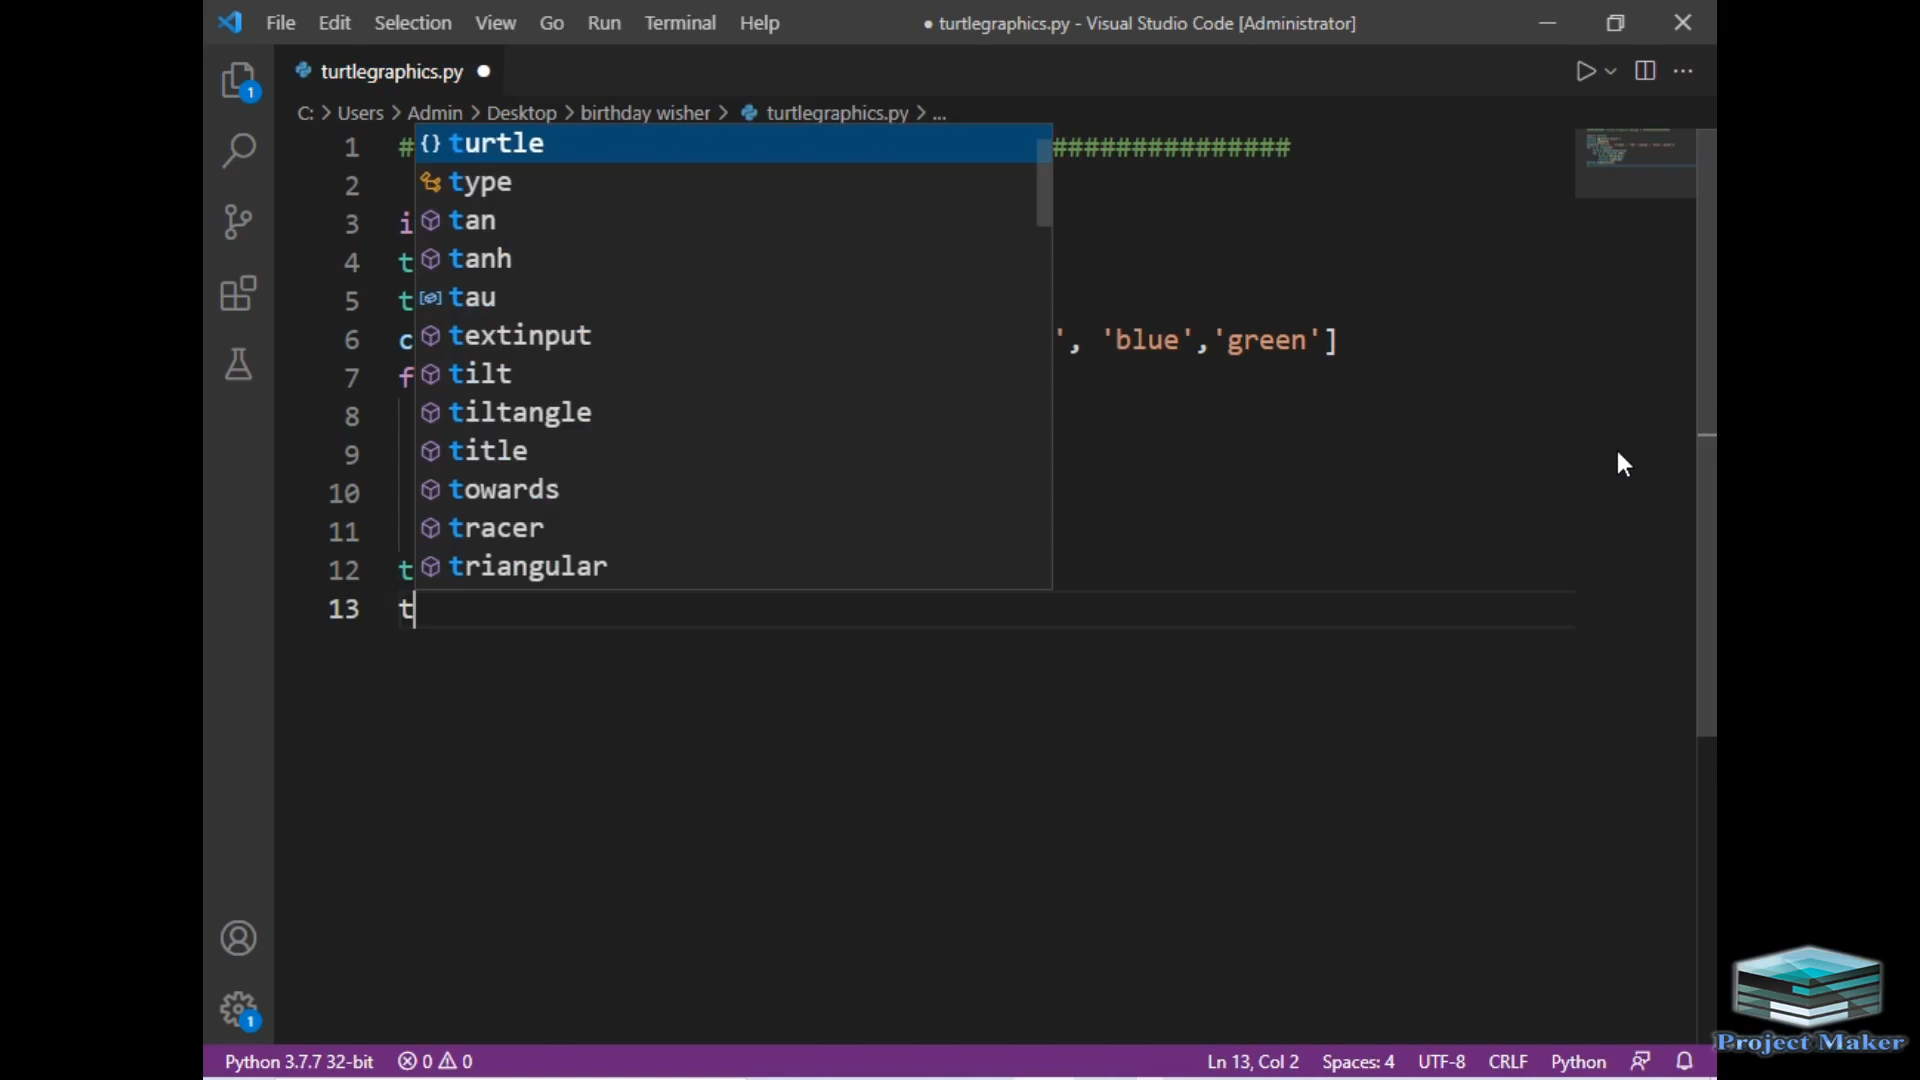 File Edit Selection View Go Run Terminal Help ● turtlegraphics.py - Visual Studio Code [Administrator]
turtlegraphics.py ●
C: > Users > Admin > Desktop > birthday wisher > turtlegraphics.py > ...
1 # ###############
2
3 i
4 t
5 t
6 c ', 'blue','green']
7 f
8
9
10
11
12 t
13 t
{} turtle
type
tan
tanh
tau
textinput
tilt
tiltangle
title
towards
tracer
triangular
1
1
Python 3.7.7 32-bit 0 0 Ln 13, Col 2 Spaces: 4 UTF-8 CRLF Python
Project Maker